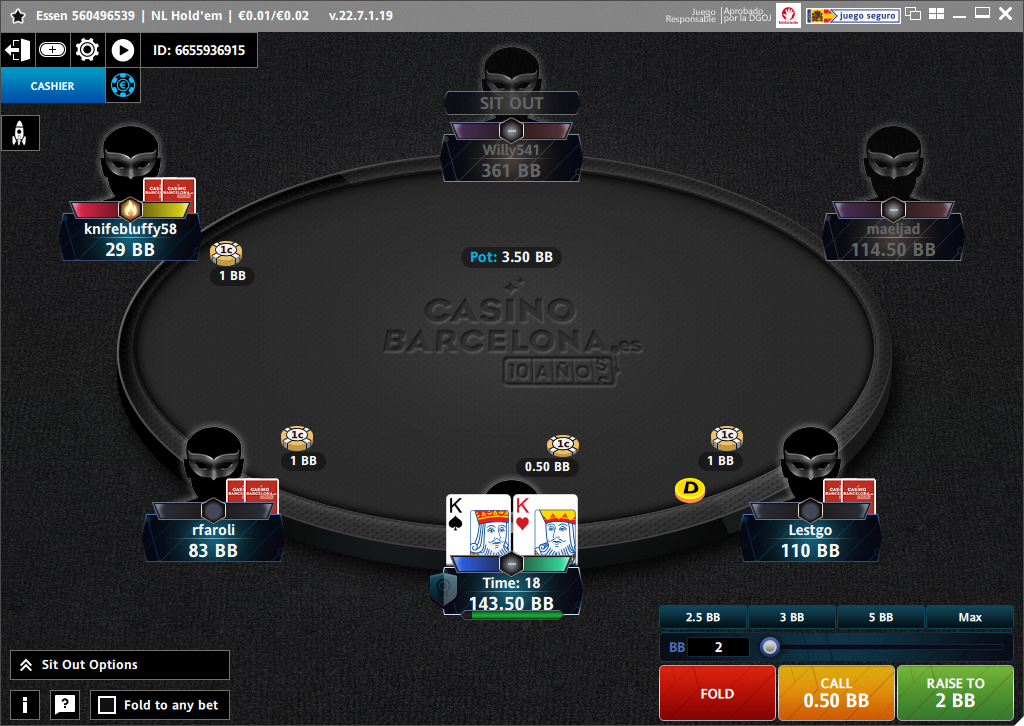 Essen 560496539 | NL Hold'em | €0.01/€0.02 v.22.7.1.19
Juego Responsable
Aprobado por la DGOJ
juego seguro
ID: 6655936915
CASHIER
SIT OUT
Willy541
361 BB
knifebluffy58
29 BB
maeljad
114.50 BB
1c
1 BB
Pot: 3.50 BB
CASINO
BARCELONA.es
10 AÑOS
1c
1 BB
1c
0.50 BB
1c
1 BB
D
rfaroli
83 BB
K K
Time: 18
143.50 BB
Lestgo
110 BB
2.5 BB 3 BB 5 BB Max
BB 2
Sit Out Options
Fold to any bet
FOLD
CALL
0.50 BB
RAISE TO
2 BB